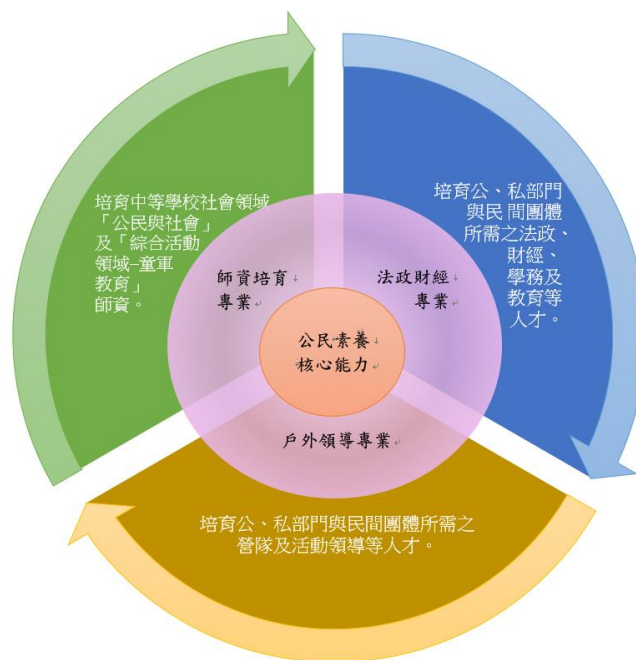 培育中等學校社會領域
「公民與社會」
及「綜合活動
領域–童軍
教育」
師資。
培育公、私部門
與民間團體
所需之法政、
財經、
學務及
教育等
人才。
師資培育
專業
法政財經
專業
公民素養
核心能力
戶外領導專業
培育公、私部門與民間團體所需之
營隊及活動領導等人才。